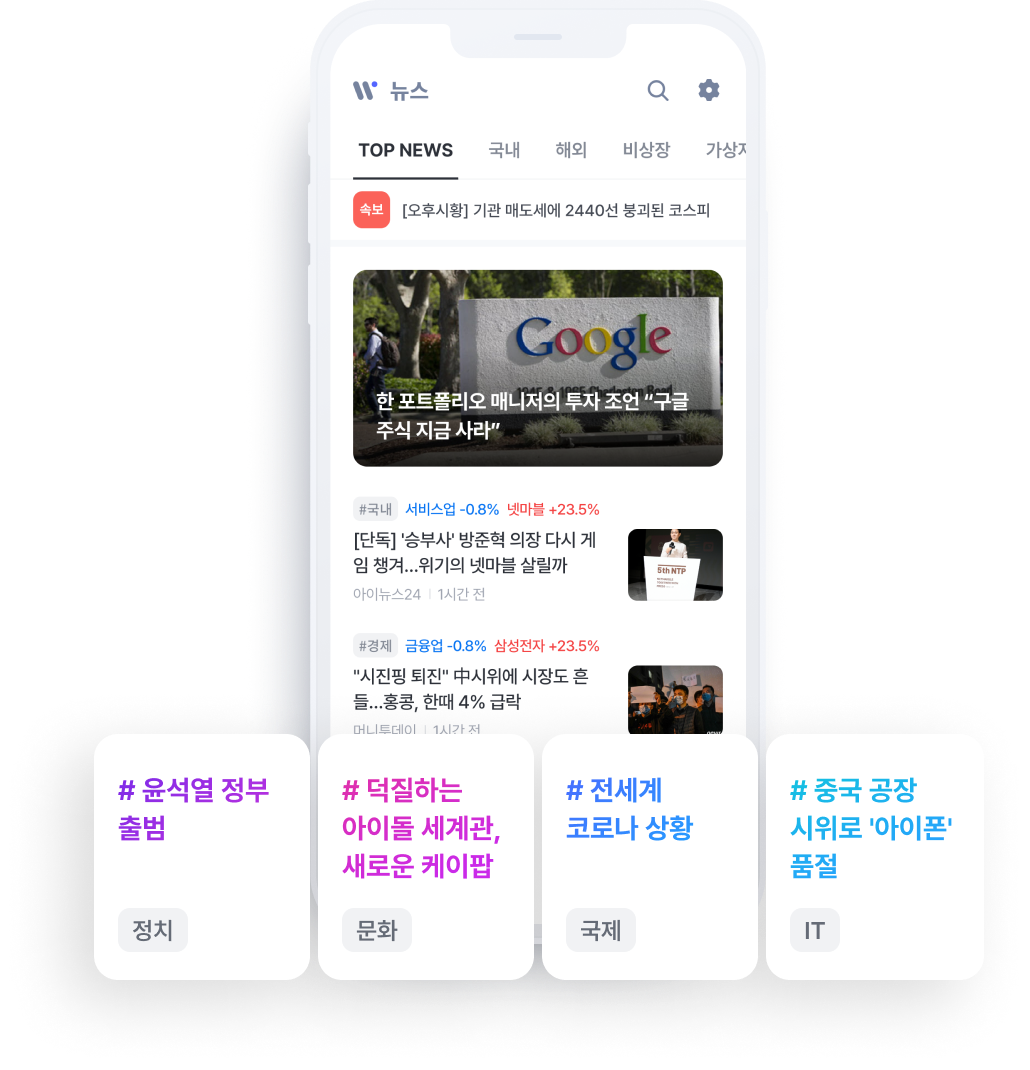 뉴스
TOP NEWS 국내 해외 비상장
속보 [오후시황] 기관 매도세에 2440선 붕괴된 코스피
Google
1945 & 1965 Charleston Road
한 포트폴리오 매니저의 투자 조언 “구글
주식 지금 사라”
#국내 서비스업 -0.8% 넷마블 +23.5%
[단독] '승부사' 방준혁 의장 다시 게
임 챙겨...위기의 넷마블 살릴까
5th NTP
아이뉴스24 | 1시간 전
#경제 금융업 -0.8% 삼성전자 +23.5%
"시진핑 퇴진" 中시위에 시장도 흔
들...홍콩, 한때 4% 급락
머니투데이 | 1시간 전
# 윤석열 정부
출범
정치
# 덕질하는
아이돌 세계관,
새로운 케이팝
문화
# 전세계
코로나 상황
국제
# 중국 공장
시위로 '아이폰'
품절
IT